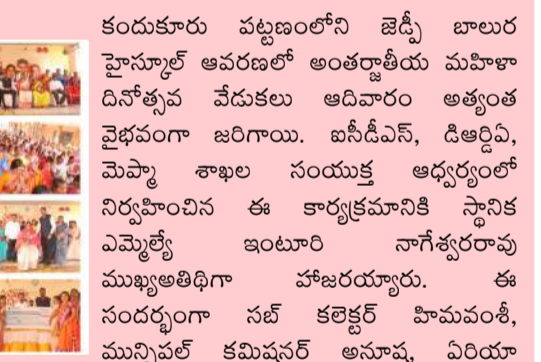 కందుకూరు పట్టణంలోని జెడ్పీ బాలుర
హైస్కూల్ ఆవరణలో అంతర్జాతీయ మహిళా
దినోత్సవ వేడుకలు ఆదివారం అత్యంత
వైభవంగా జరిగాయి. ఐసీడీఎస్, డిఆర్డిఏ,
మెప్మా శాఖల సంయుక్త ఆధ్వర్యంలో
నిర్వహించిన ఈ కార్యక్రమానికి స్థానిక
ఎమ్మెల్యే ఇంటూరి నాగేశ్వరరావు
ముఖ్యఅతిథిగా హాజరయ్యారు. ఈ
సందర్భంగా సబ్ కలెక్టర్ హిమవంశీ,
మున్సిపల్ కమిషనర్ అనూష, ఏరియా